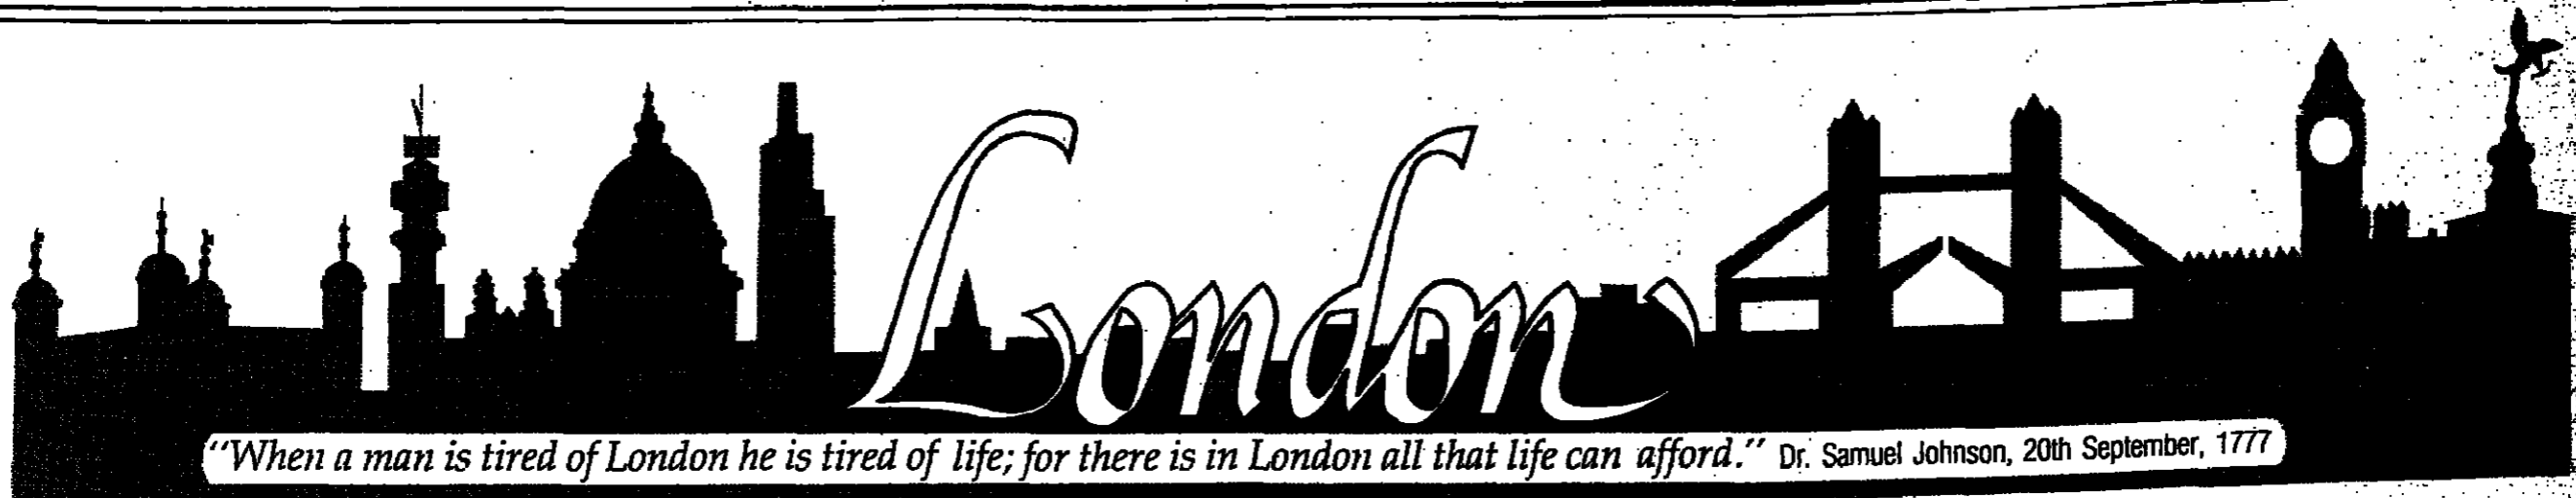 London
"When a man is tired of London he is tired of life; for there is in London all that life can afford." Dr. Samuel Johnson, 20th September, 1777